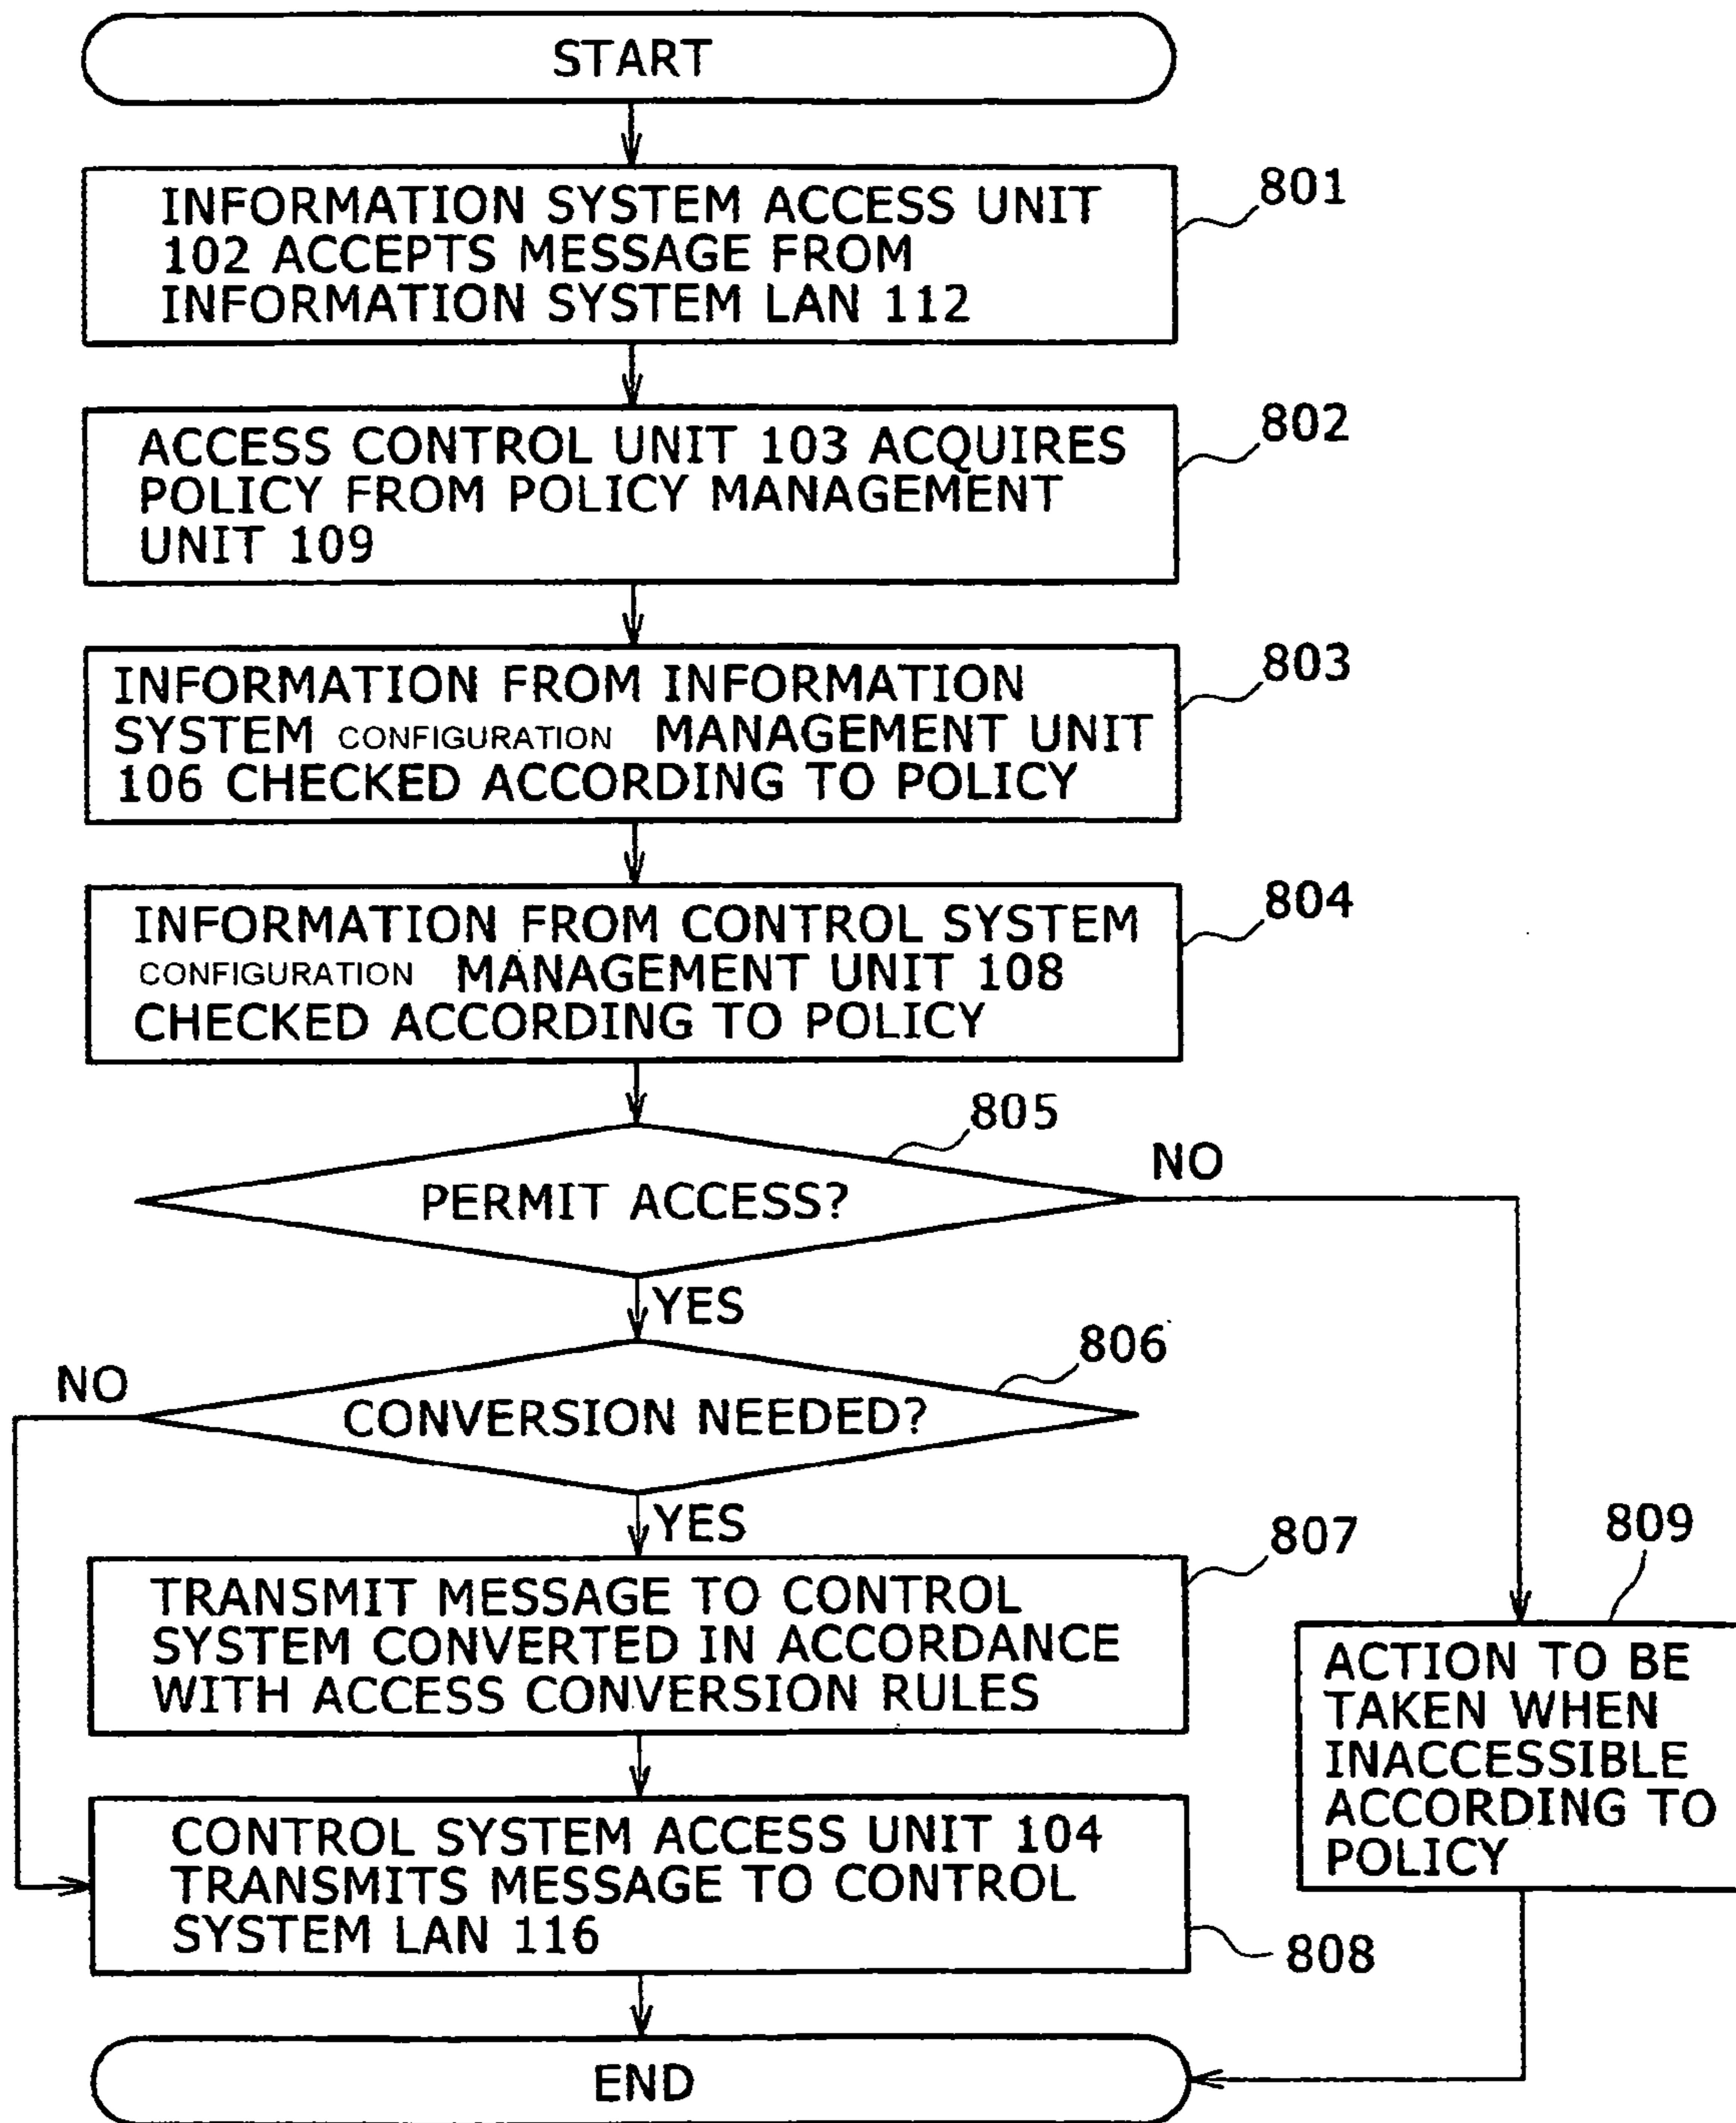 START
INFORMATION SYSTEM ACCESS UNIT
102 ACCEPTS MESSAGE FROM
INFORMATION SYSTEM LAN 112
801
ACCESS CONTROL UNIT 103 ACQUIRES
POLICY FROM POLICY MANAGEMENT
UNIT 109
802
INFORMATION FROM INFORMATION
SYSTEM CONFIGURATION MANAGEMENT UNIT
106 CHECKED ACCORDING TO POLICY
803
INFORMATION FROM CONTROL SYSTEM
CONFIGURATION MANAGEMENT UNIT 108
CHECKED ACCORDING TO POLICY
804
805
PERMIT ACCESS?
NO
YES
806
NO
CONVERSION NEEDED?
YES
807
TRANSMIT MESSAGE TO CONTROL
SYSTEM CONVERTED IN ACCORDANCE
WITH ACCESS CONVERSION RULES
809
ACTION TO BE
TAKEN WHEN
INACCESSIBLE
ACCORDING TO
POLICY
CONTROL SYSTEM ACCESS UNIT 104
TRANSMITS MESSAGE TO CONTROL
SYSTEM LAN 116
808
END